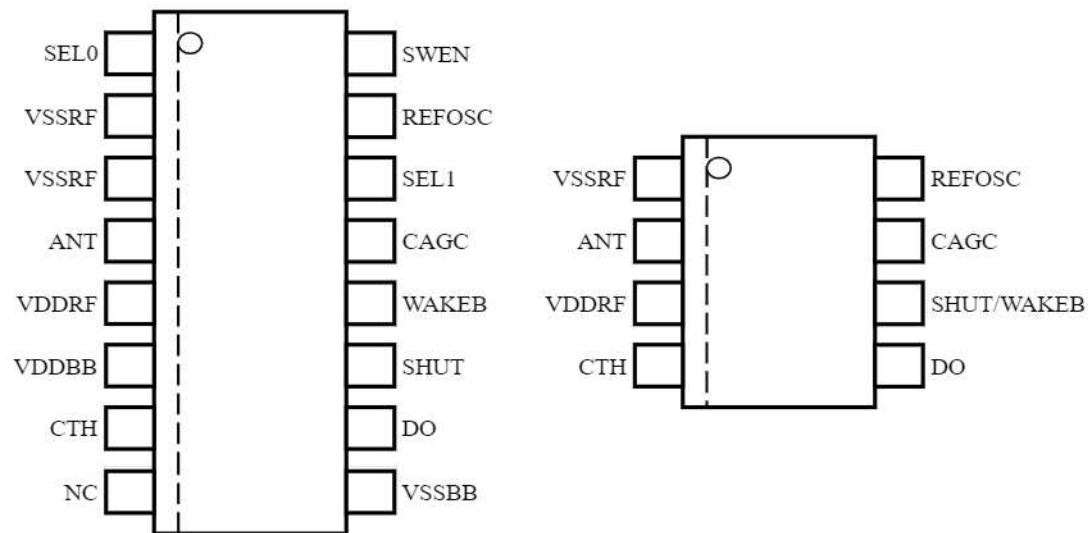 SEL0
VSSRF
VSSRF
ANT
VDDRF
VDDBB
CTH
NC
SWEN
REFOSC
SEL1
CAGC
WAKEB
SHUT
DO
VSSBB
VSSRF
ANT
VDDRF
CTH
REFOSC
CAGC
SHUT/WAKEB
DO